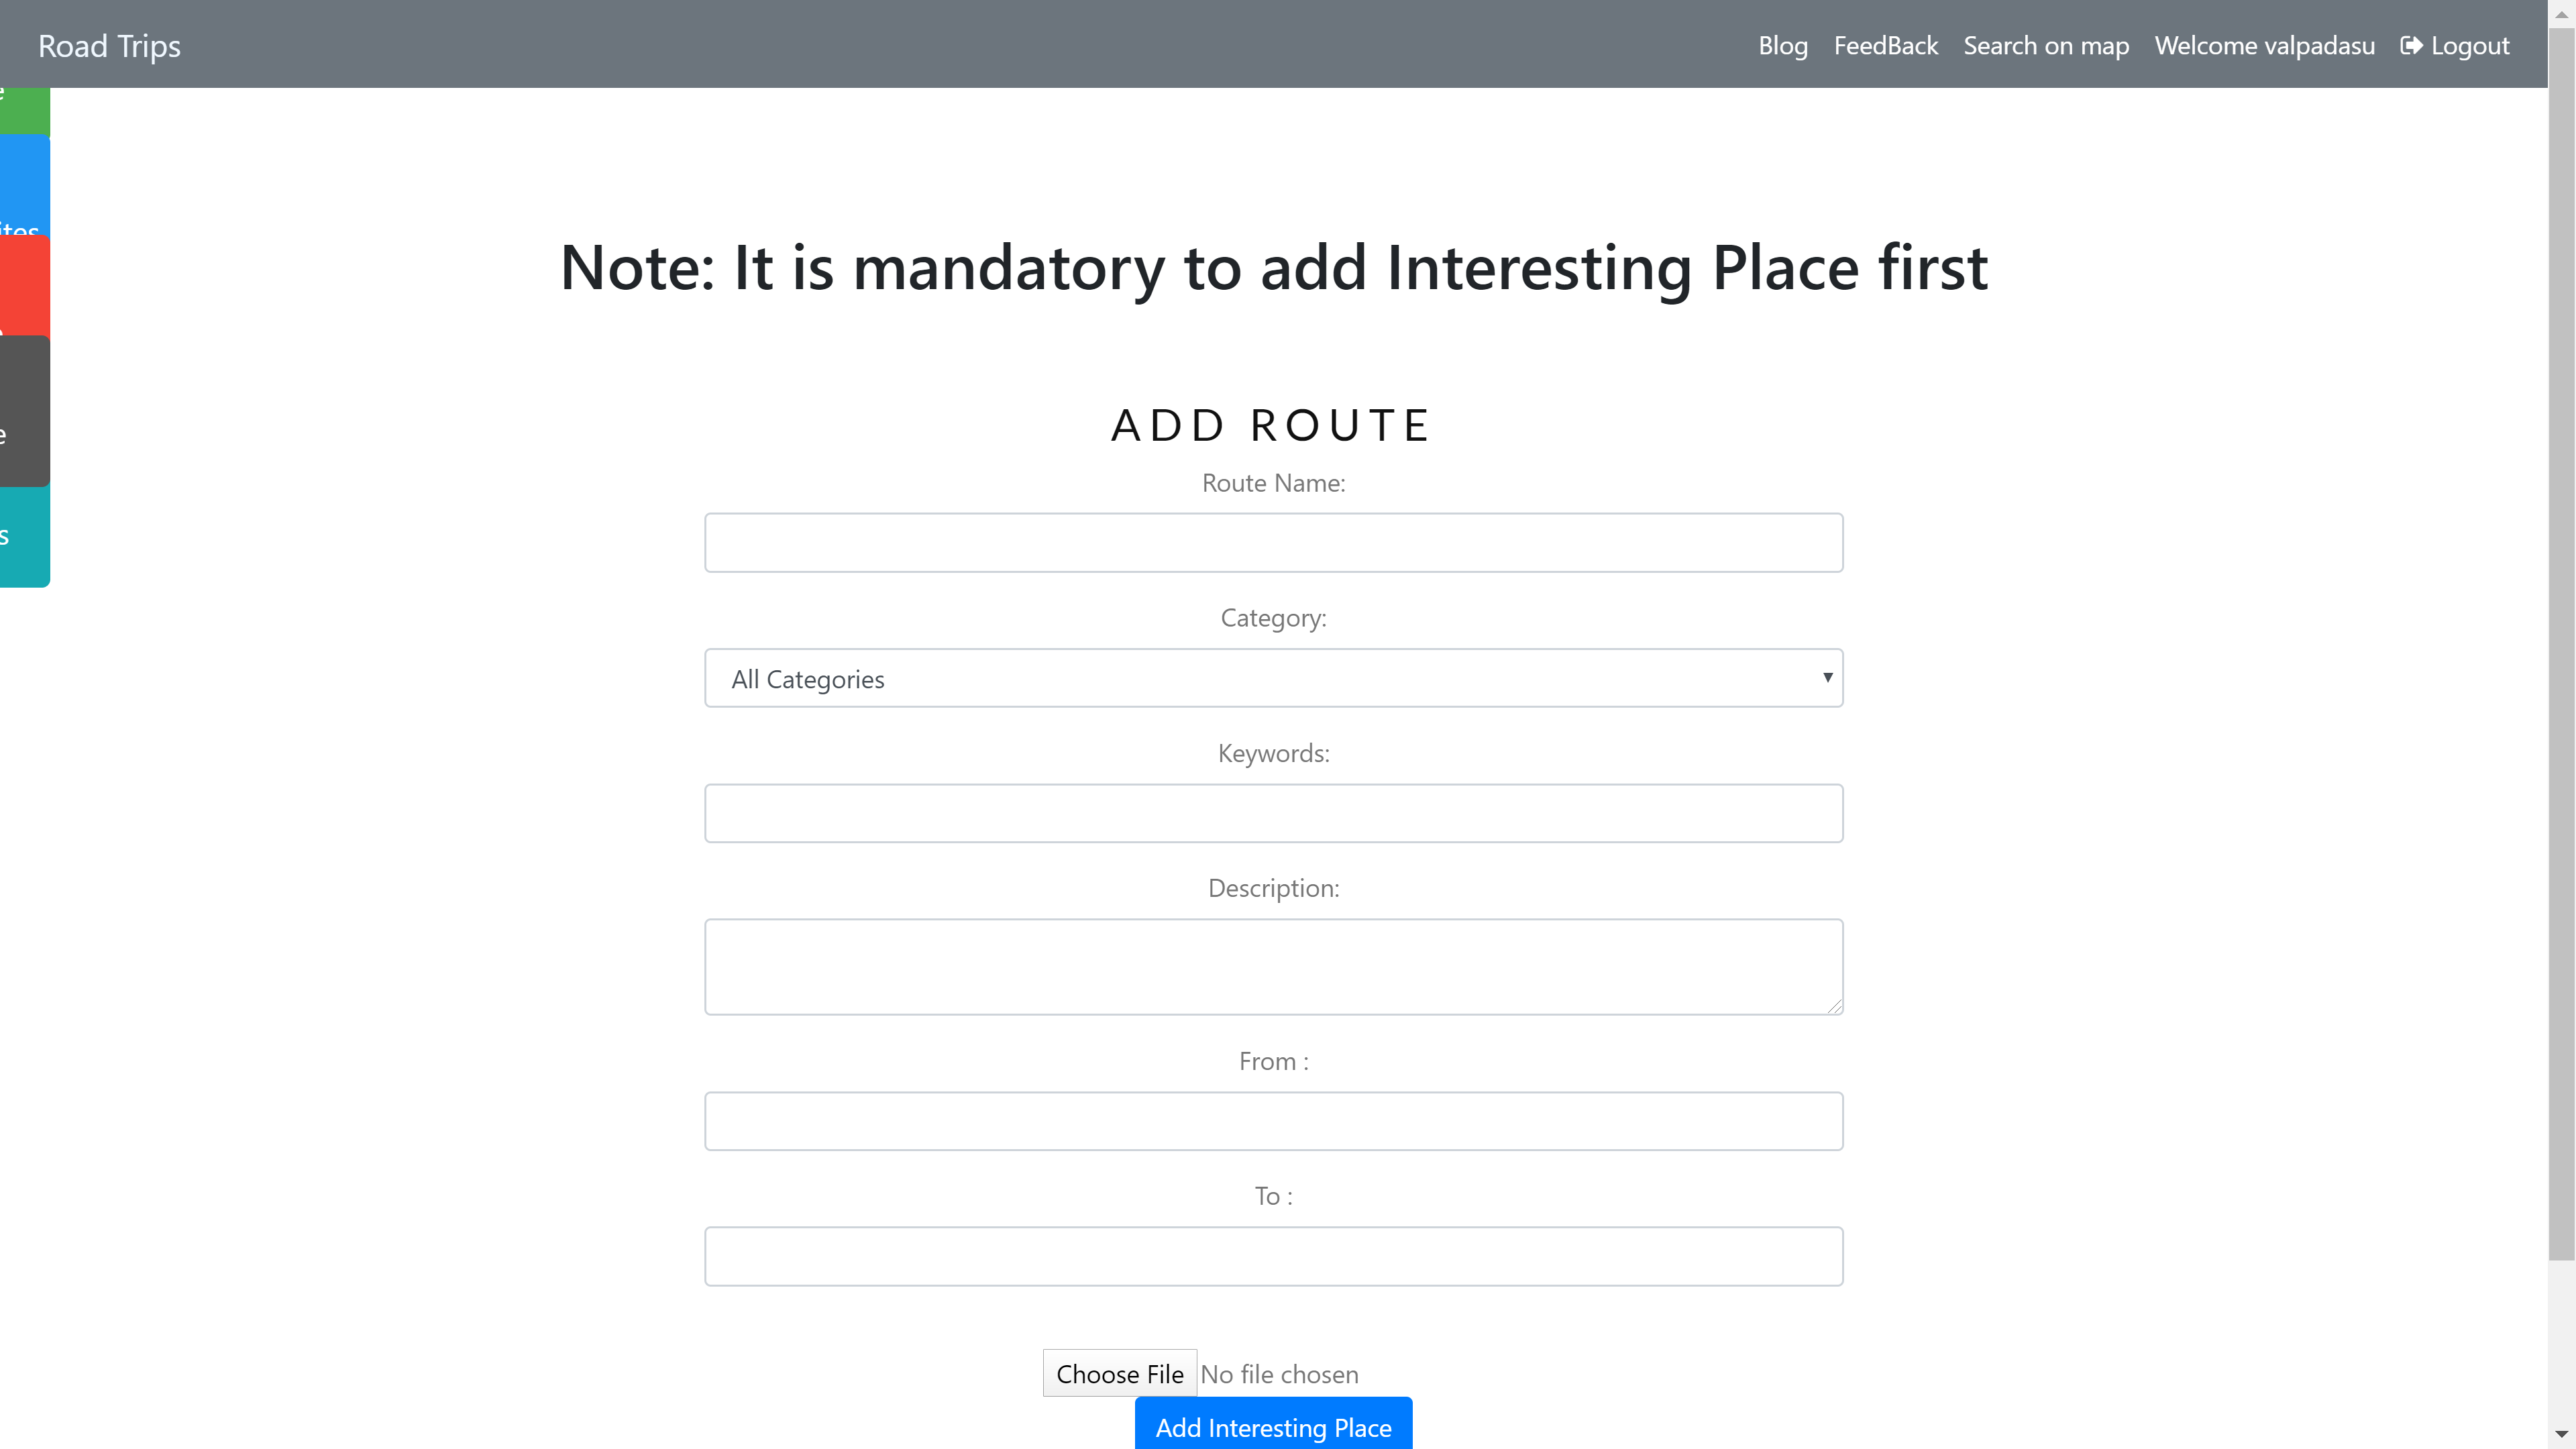 Road Trips
Blog FeedBack Search on map Welcome valpadasu Logout
e
ites
e
s
Note: It is mandatory to add Interesting Place first
ADD ROUTE
Route Name:
Category:
All Categories
Keywords:
Description:
From :
To :
Choose File No file chosen
Add Interesting Place